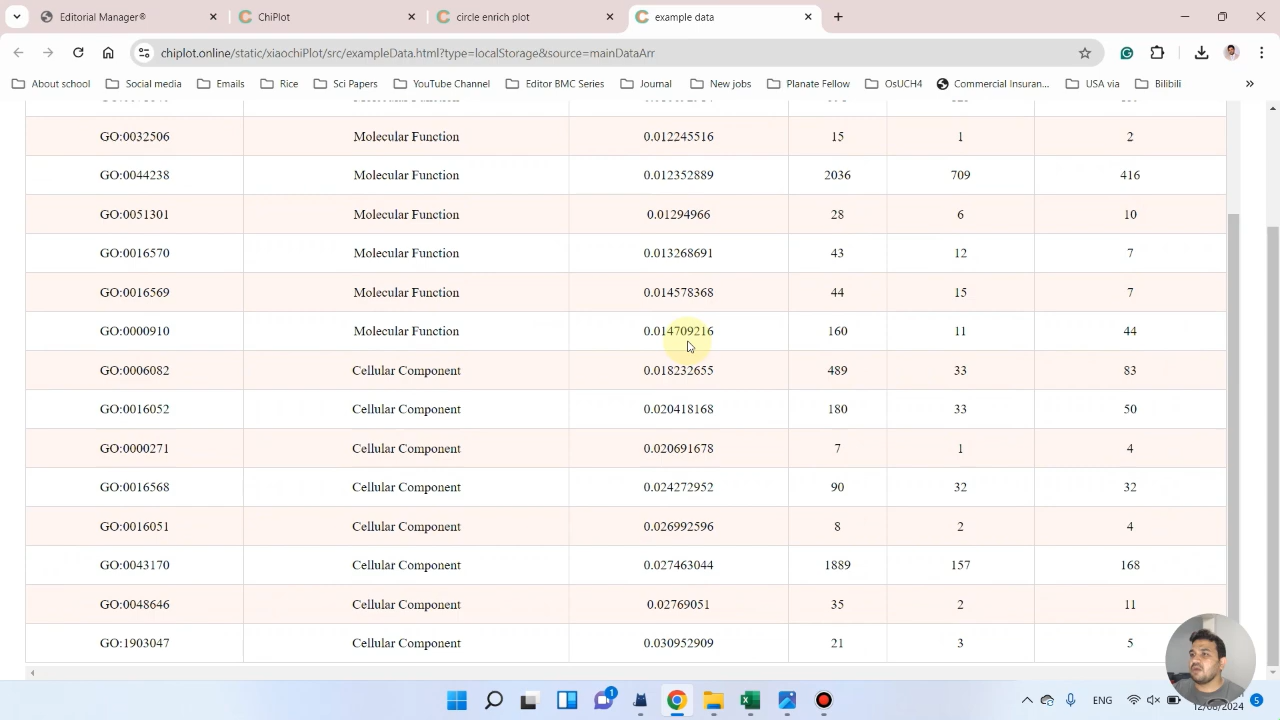 Editorial Manager®
ChiPlot
circle enrich plot
example data
chiplot.online/static/xiaochiPlot/src/exampleData.html?type=localStorage&source=mainDataArr
About school Social media Emails Rice Sci Papers YouTube Channel Editor BMC Series Journal New jobs Planate Fellow OsUCH4 Commercial Insuran... USA via Bilibili
GO:0032506 Molecular Function 0.012245516 15 1 2
GO:0044238 Molecular Function 0.012352889 2036 709 416
GO:0051301 Molecular Function 0.01294966 28 6 10
GO:0016570 Molecular Function 0.013268691 43 12 7
GO:0016569 Molecular Function 0.014578368 44 15 7
GO:0000910 Molecular Function 0.014709216 160 11 44
GO:0006082 Cellular Component 0.018232655 489 33 83
GO:0016052 Cellular Component 0.020418168 180 33 50
GO:0000271 Cellular Component 0.020691678 7 1 4
GO:0016568 Cellular Component 0.024272952 90 32 32
GO:0016051 Cellular Component 0.026992596 8 2 4
GO:0043170 Cellular Component 0.027463044 1889 157 168
GO:0048646 Cellular Component 0.02769051 35 2 11
GO:1903047 Cellular Component 0.030952909 21 3 5
1
ENG
5
12/08/2024